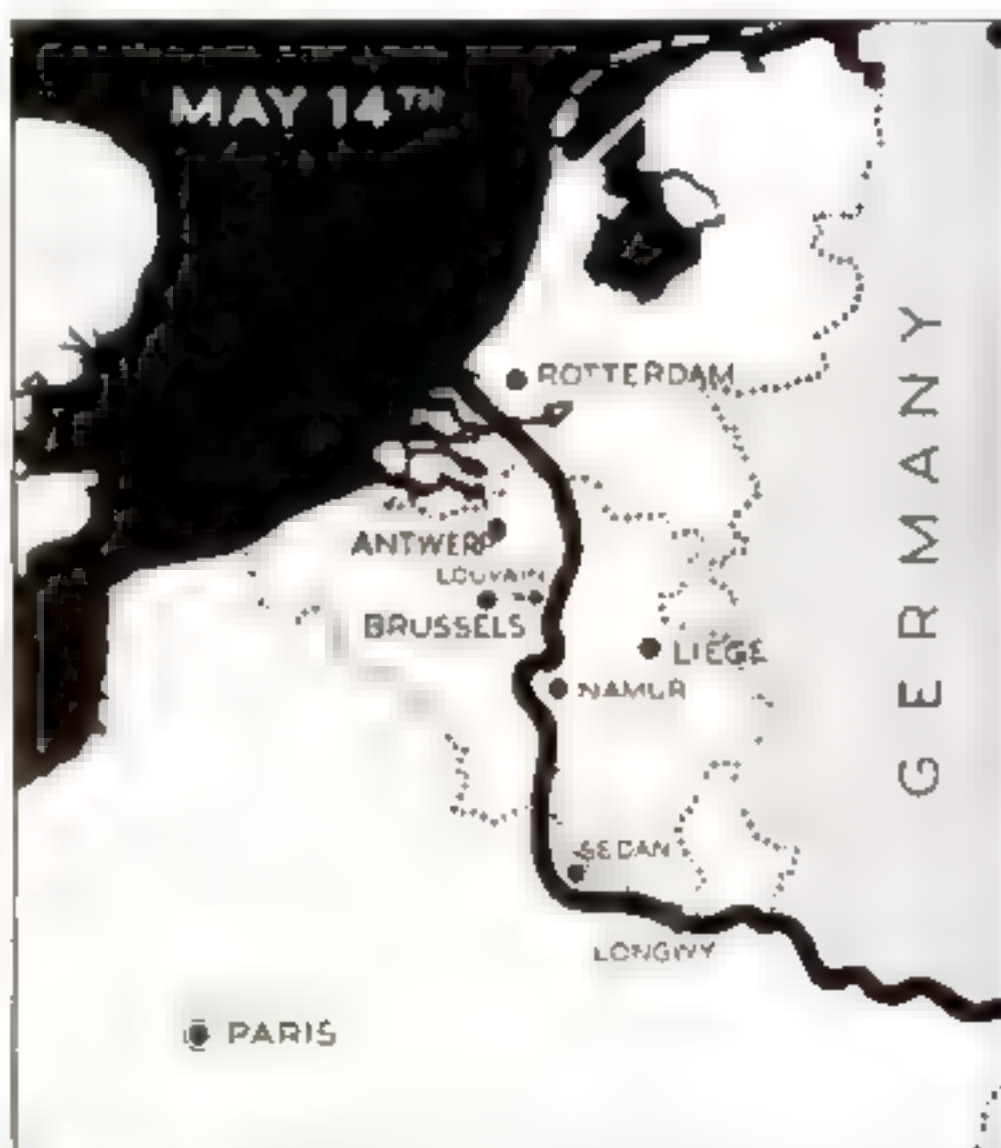 MAY 14TH
ROTTERDAM
ANTWERP
LOUVAIN
BRUSSELS
LIEGE
NAMUR
GERMANY
SEDAN
LONGWY
PARIS